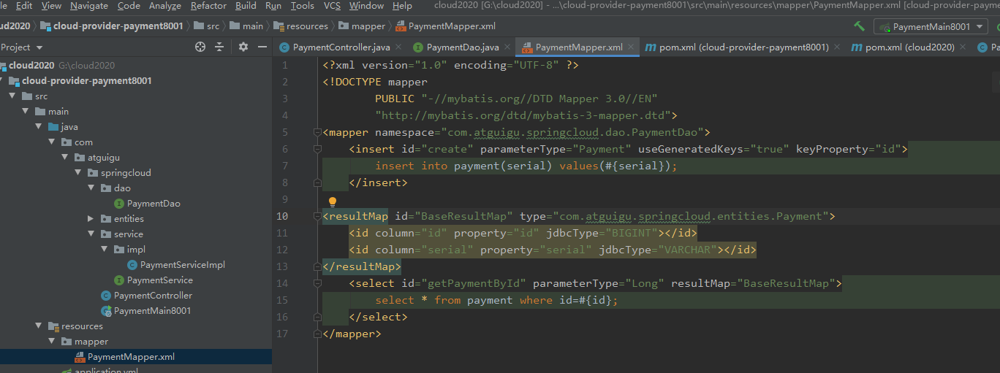 le Edit View Navigate Code Analyze Refactor Build Run Tools VCS Window Help cloud2020 [G:\cloud2020] - ...\cloud-provider-payment8001\src\main\resources\mapper\PaymentMapper.xml [cloud-provider-payme
ud2020 cloud-provider-payment8001 src main resources mapper PaymentMapper.xml PaymentMain8001
Project PaymentController.java PaymentDao.java PaymentMapper.xml pom.xml (cloud-provider-payment8001) pom.xml (cloud2020) Pa
cloud2020 G:\cloud2020
cloud-provider-payment8001
src
main
java
com
atguigu
springcloud
dao
PaymentDao
entities
service
impl
PaymentServiceImpl
PaymentService
PaymentController
PaymentMain8001
resources
mapper
PaymentMapper.xml
application.yml
1 <?xml version="1.0" encoding="UTF-8" ?>
2 <!DOCTYPE mapper
3 PUBLIC "-//mybatis.org//DTD Mapper 3.0//EN"
4 "http://mybatis.org/dtd/mybatis-3-mapper.dtd">
5 <mapper namespace="com.atguigu.springcloud.dao.PaymentDao">
6 <insert id="create" parameterType="Payment" useGeneratedKeys="true" keyProperty="id">
7 insert into payment(serial) values(#{serial});
8 </insert>
9
10 <resultMap id="BaseResultMap" type="com.atguigu.springcloud.entities.Payment">
11 <id column="id" property="id" jdbcType="BIGINT"></id>
12 <id column="serial" property="serial" jdbcType="VARCHAR"></id>
13 </resultMap>
14 <select id="getPaymentById" parameterType="Long" resultMap="BaseResultMap">
15 select * from payment where id=#{id};
16 </select>
17 </mapper>